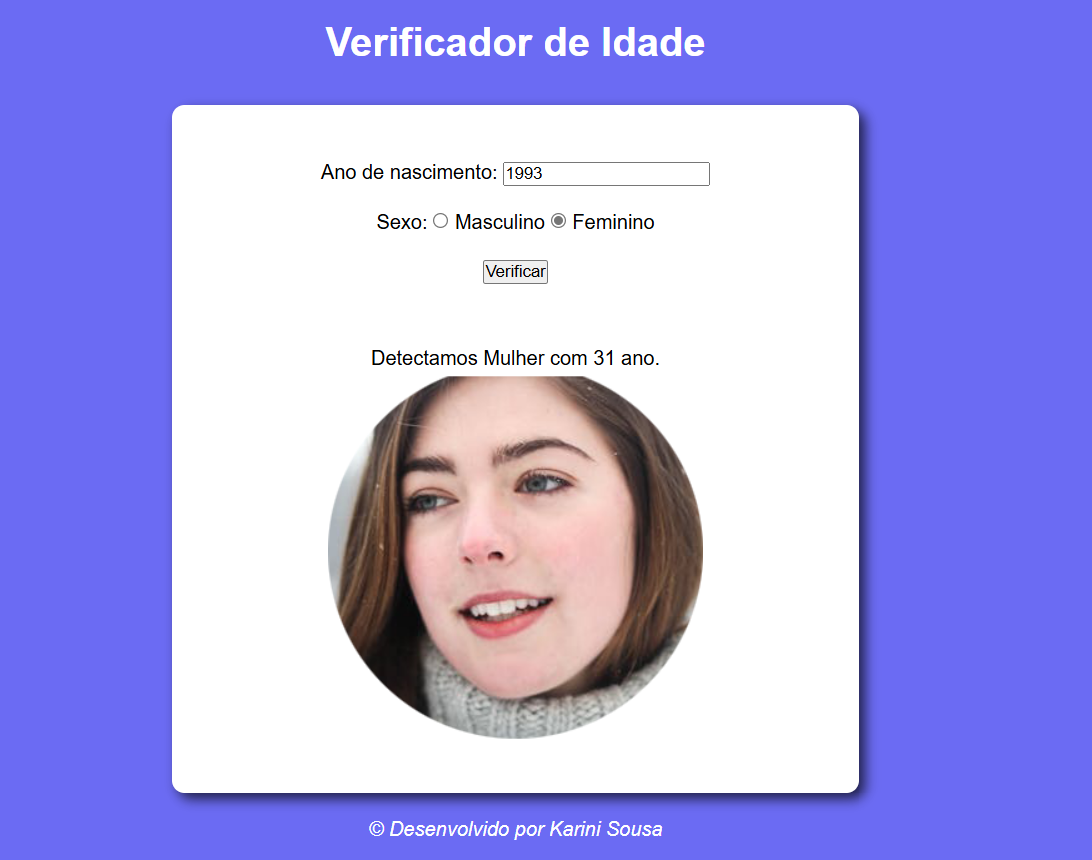 Verificador de Idade
Ano de nascimento: 1993
Sexo: Masculino Feminino
Verificar
Detectamos Mulher com 31 ano.
© Desenvolvido por Karini Sousa